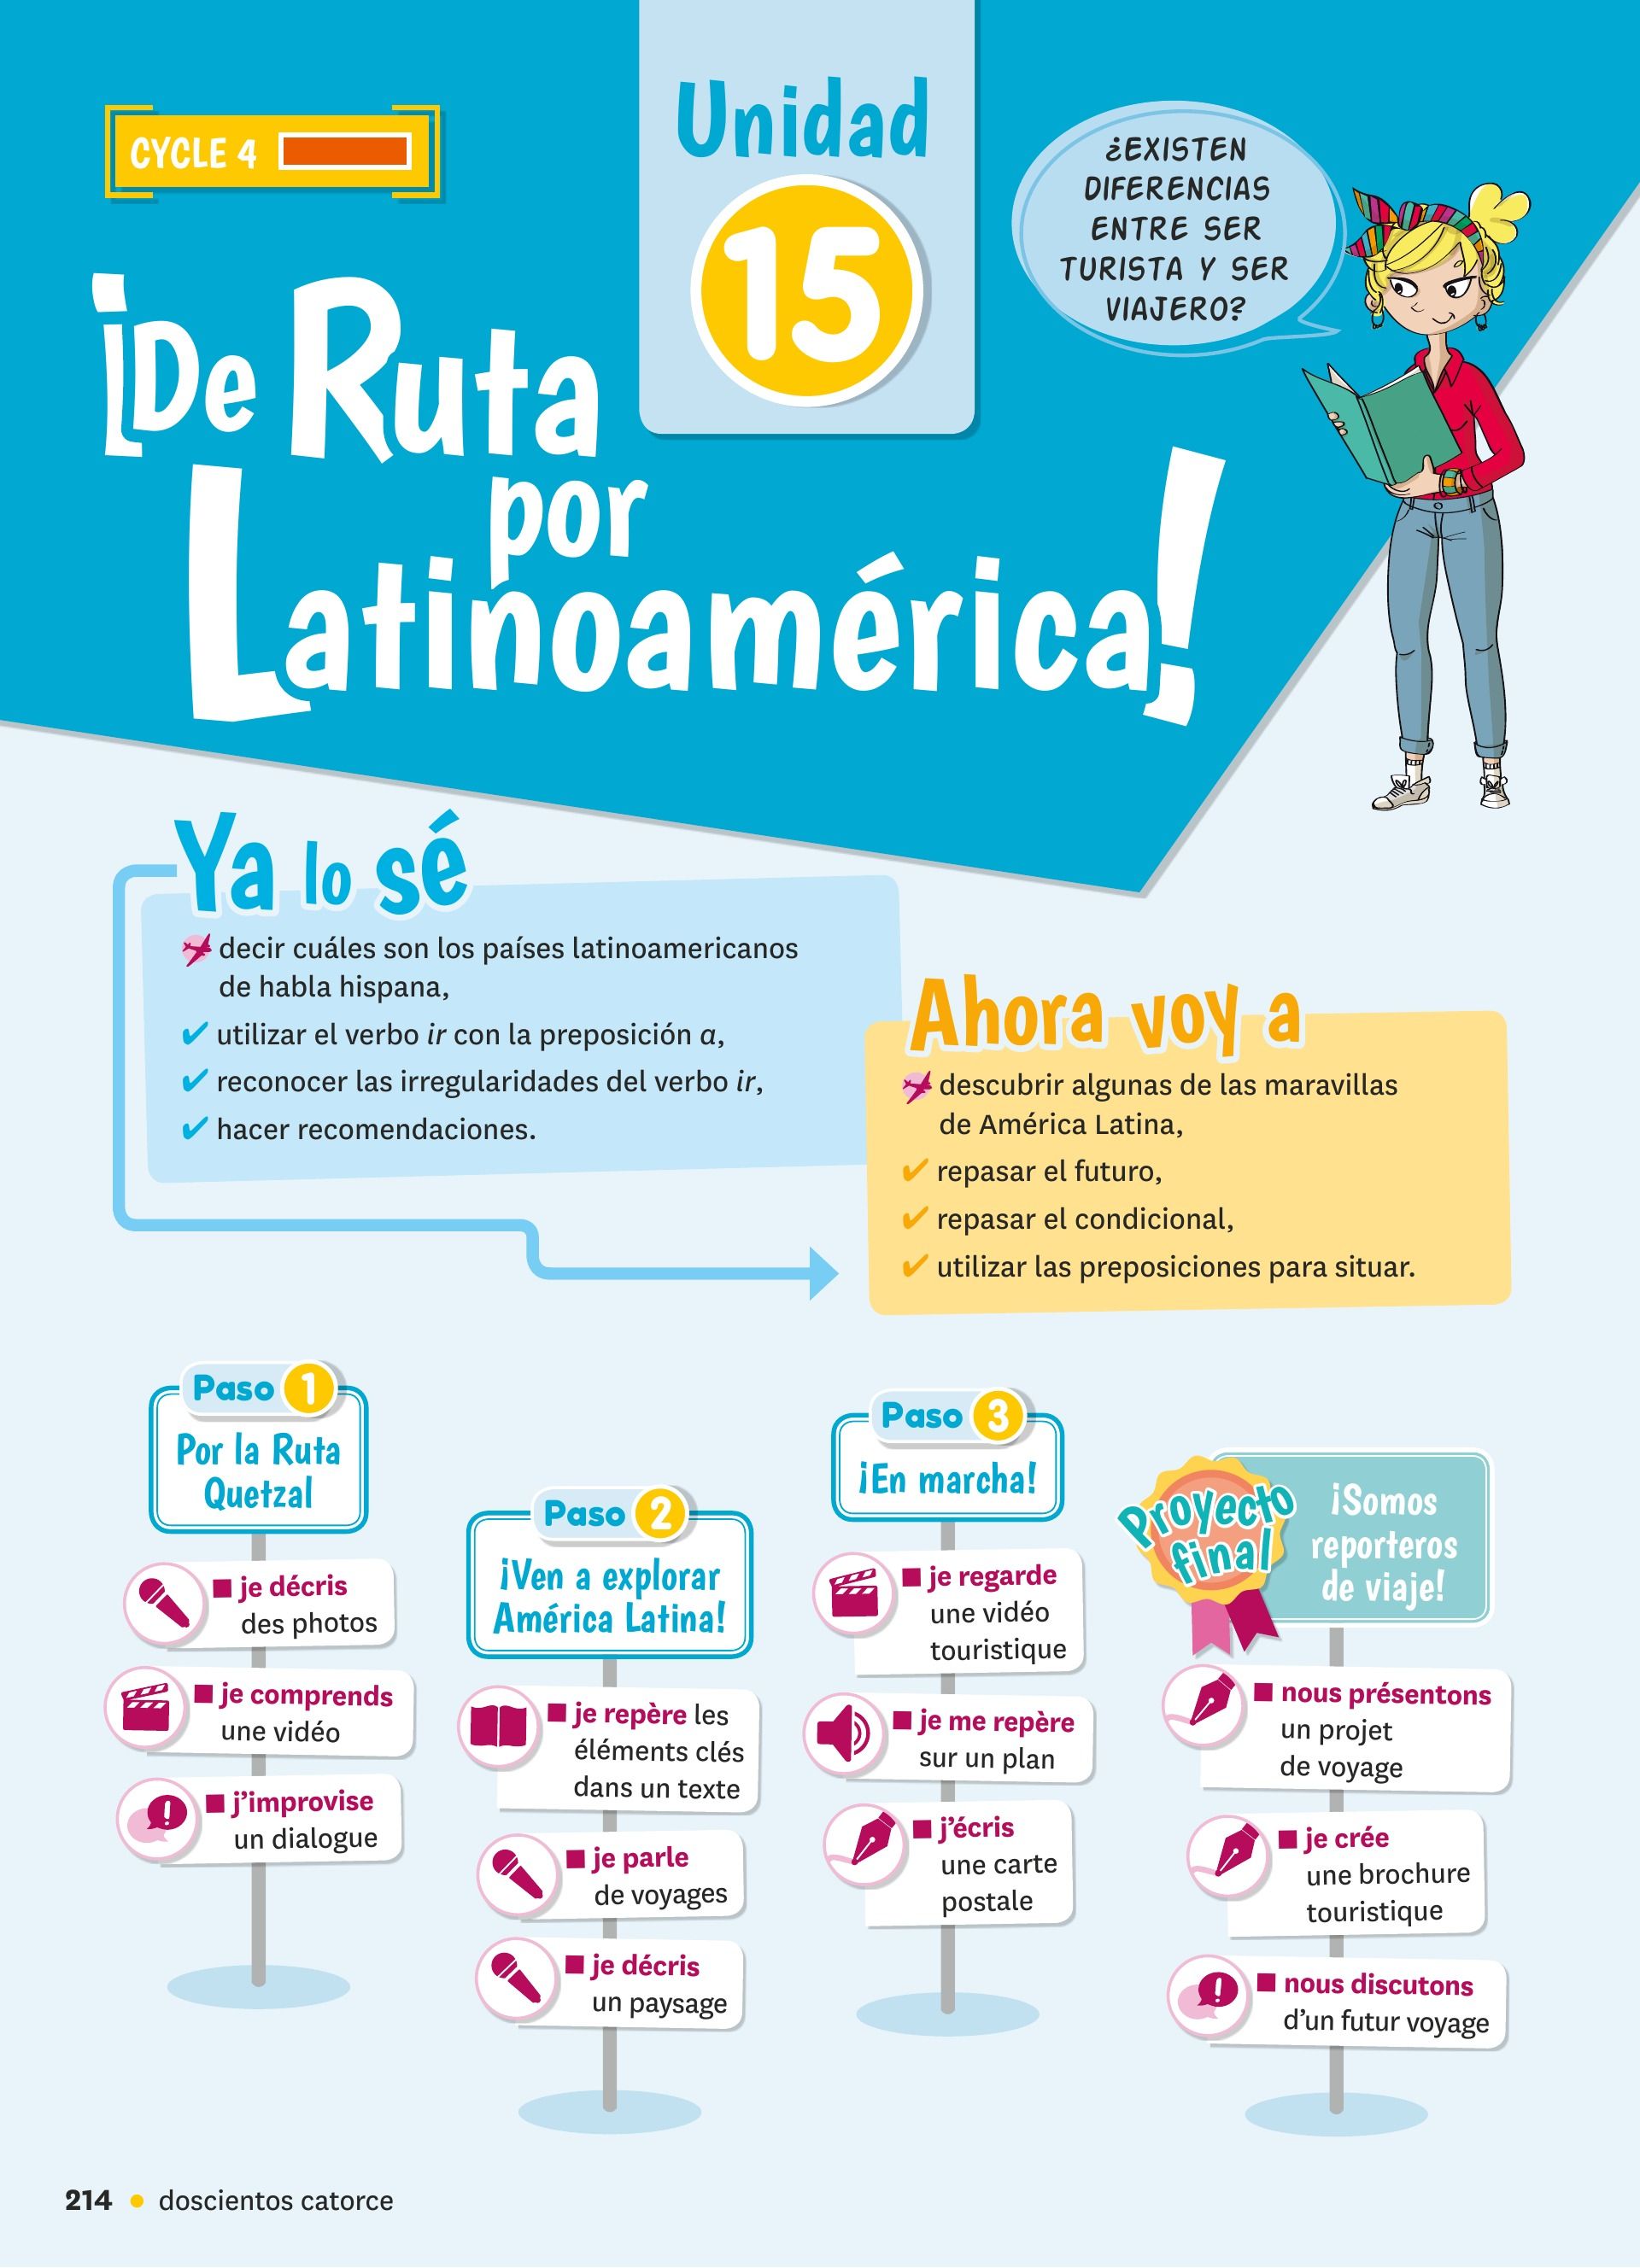 CYCLE 4
Unidad
15
¿EXISTEN
DIFERENCIAS
ENTRE SER
TURISTA Y SER
VIAJERO?
¡De Ruta
por
Latinoamérica!
Ya lo sé
decir cuáles son los países latinoamericanos
de habla hispana,
✔ utilizar el verbo ir con la preposición a,
✔ reconocer las irregularidades del verbo ir,
✔ hacer recomendaciones.
Ahora voy a
descubrir algunas de las maravillas
de América Latina,
✔ repasar el futuro,
✔ repasar el condicional,
✔ utilizar las preposiciones para situar.
Paso 1
Por la Ruta
Quetzal
■ je décris
des photos
■ je comprends
une vidéo
■ j'improvise
un dialogue
Paso 2
¡Ven a explorar
América Latina!
■ je repère les
éléments clés
dans un texte
■ je parle
de voyages
■ je décris
un paysage
Paso 3
¡En marcha!
■ je regarde
une vidéo
touristique
■ je me repère
sur un plan
■ j'écris
une carte
postale
Proyecto
final
¡Somos
reporteros
de viaje!
■ nous présentons
un projet
de voyage
■ je crée
une brochure
touristique
■ nous discutons
d'un futur voyage
214 • doscientos catorce